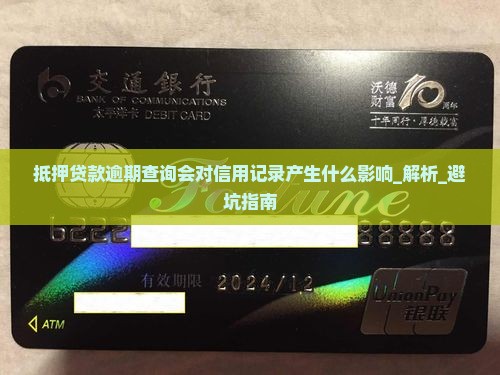 交通銀行
BANK OF COMMUNICATIONS
太平洋卡 DEBIT CARD
沃德
财富 10 周年
十年同行·厚德载富
抵押贷款逾期查询会对信用记录产生什么影响_解析_避
坑指南
Fortune
6222 88888
有效期限 2024/12
ATM
UnionPay
银联